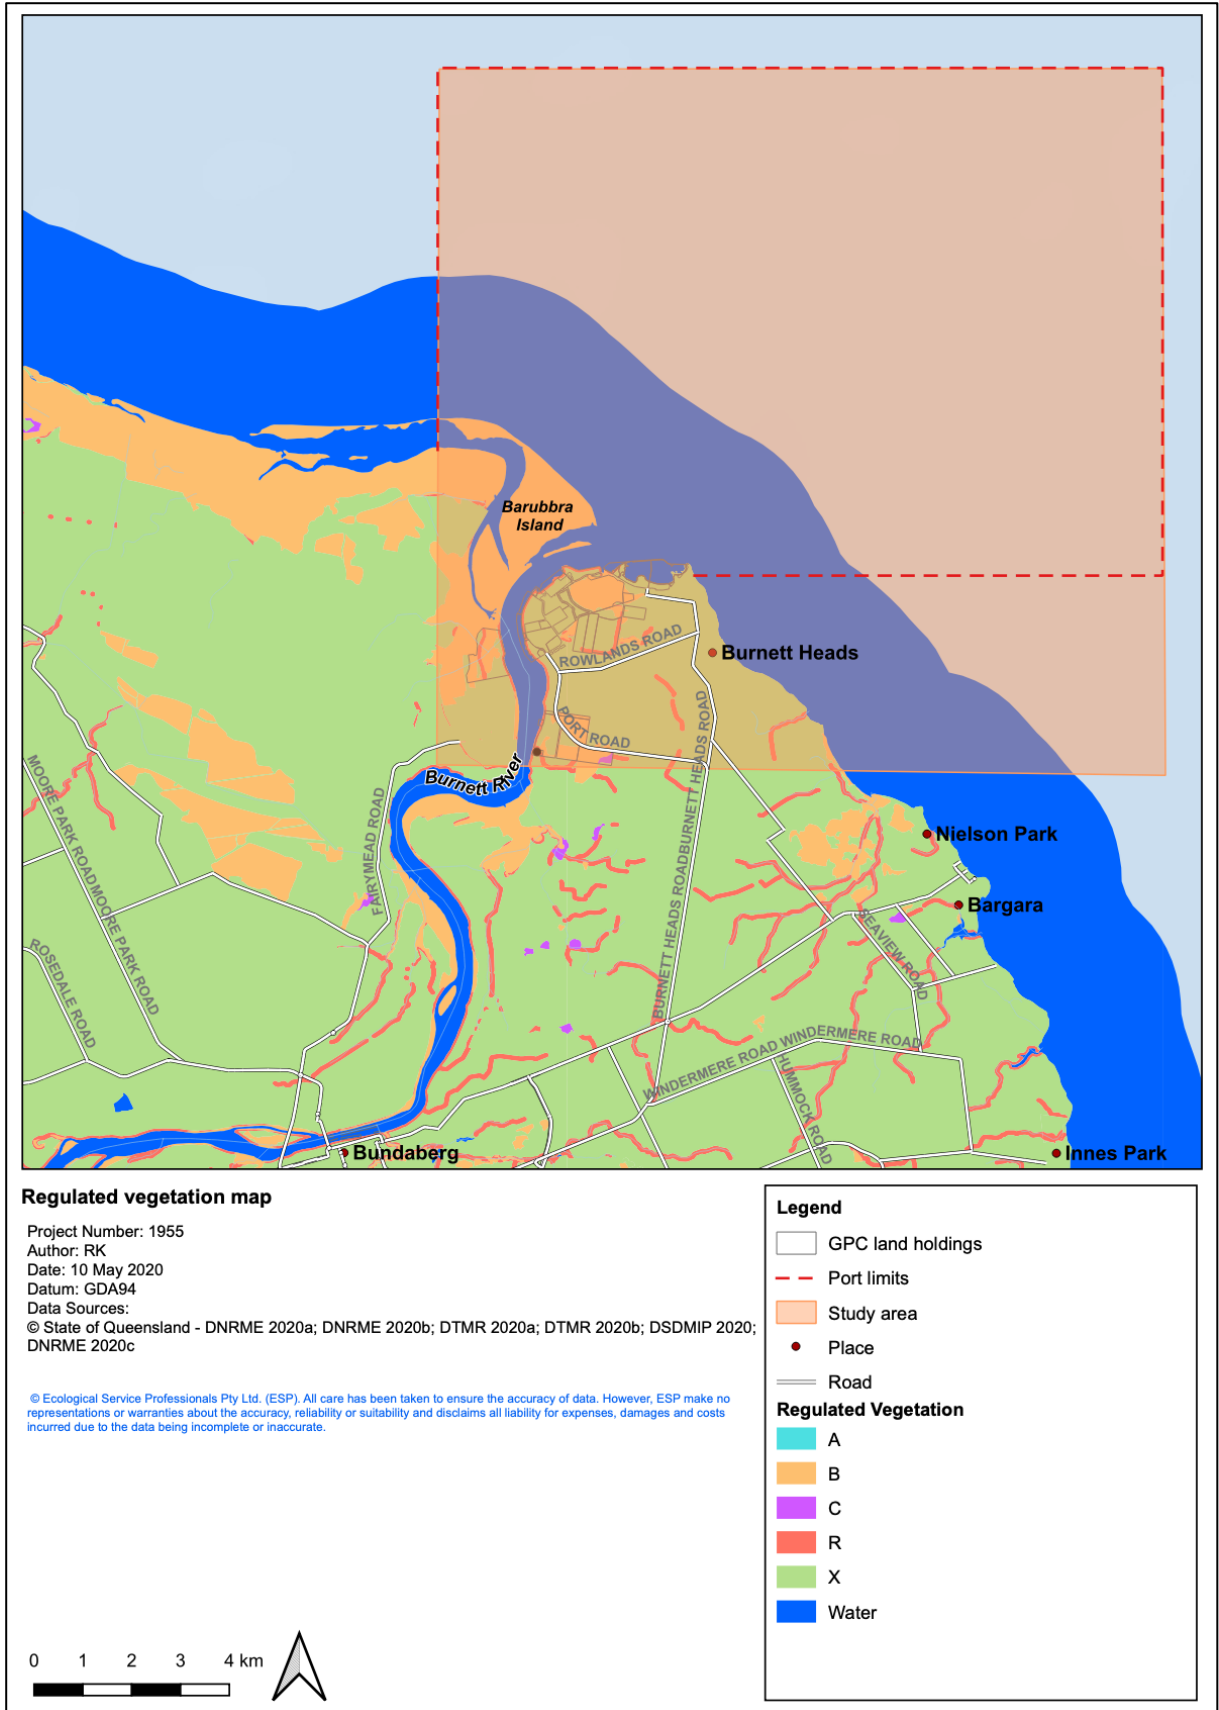 Barubbra
Island
Burnett Heads
ROWLANDS ROAD
PORT ROAD
Burnett River
BURNETT HEADS ROADBURNETT HEADS ROAD
FAIRYMEAD ROAD
MOORE PARK ROADMOORE PARK ROAD
ROSEDALE ROAD
Nielson Park
Bargara
SEAVIEW ROAD
WINDERMERE ROAD WINDERMERE ROAD
HUMMOCK ROAD
Bundaberg
Innes Park
Regulated vegetation map
Project Number: 1955
Author: RK
Date: 10 May 2020
Datum: GDA94
Data Sources:
© State of Queensland - DNRME 2020a; DNRME 2020b; DTMR 2020a; DTMR 2020b; DSDMIP 2020;
DNRME 2020c
© Ecological Service Professionals Pty Ltd. (ESP). All care has been taken to ensure the accuracy of data. However, ESP make no
representations or warranties about the accuracy, reliability or suitability and disclaims all liability for expenses, damages and costs
incurred due to the data being incomplete or inaccurate.
0 1 2 3 4 km
Legend
GPC land holdings
Port limits
Study area
Place
Road
Regulated Vegetation
A
B
C
R
X
Water